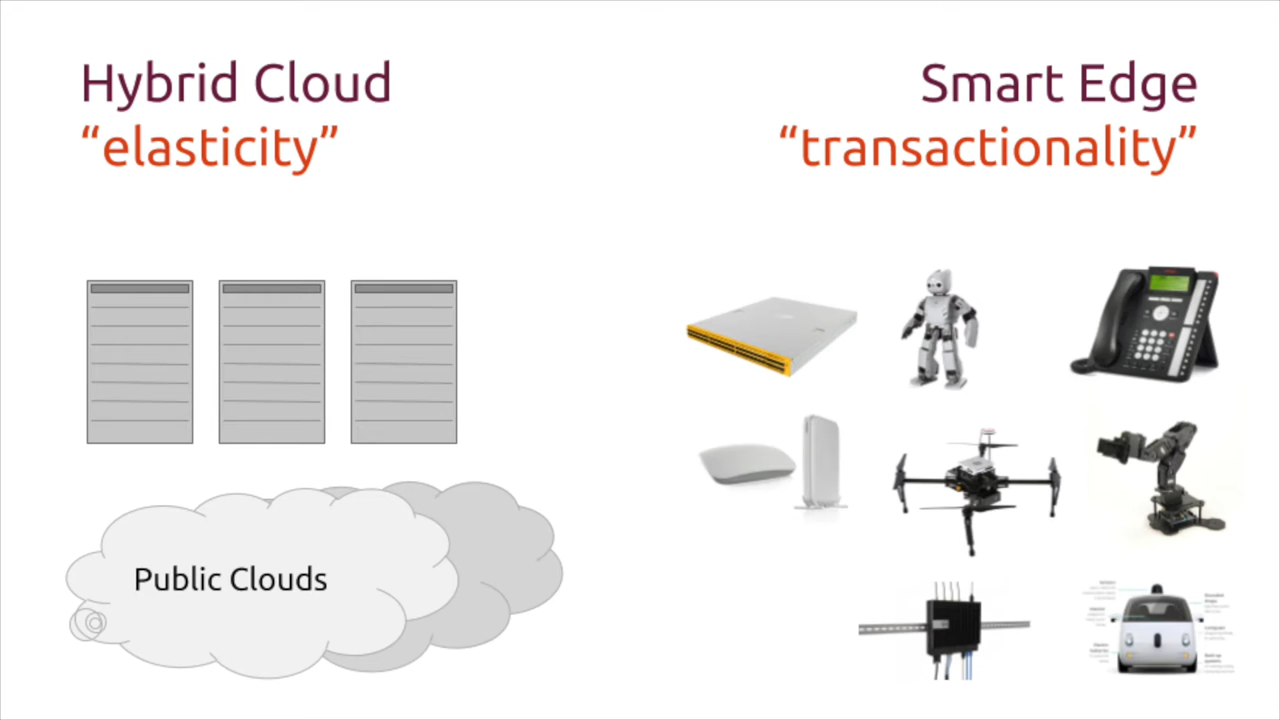 Hybrid Cloud
“elasticity”
Smart Edge
“transactionality”
Public Clouds